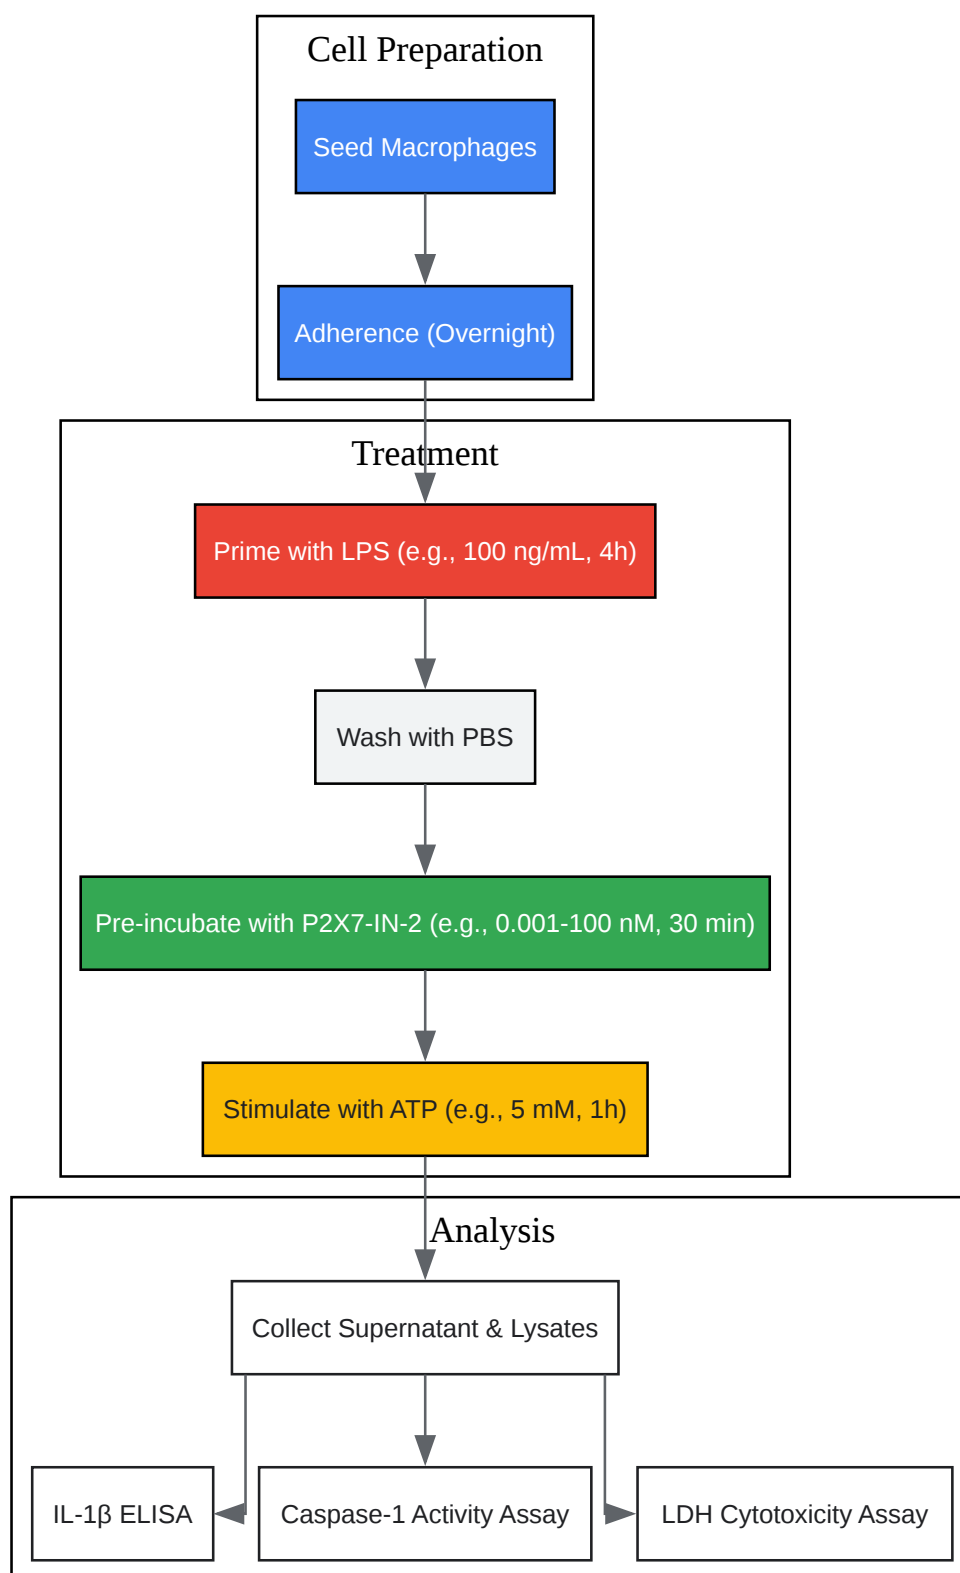 Cell Preparation
Seed Macrophages
Adherence (Overnight)
Treatment
Prime with LPS (e.g., 100 ng/mL, 4h)
Wash with PBS
Pre-incubate with P2X7-IN-2 (e.g., 0.001-100 nM, 30 min)
Stimulate with ATP (e.g., 5 mM, 1h)
Analysis
Collect Supernatant & Lysates
IL-1β ELISA
Caspase-1 Activity Assay
LDH Cytotoxicity Assay